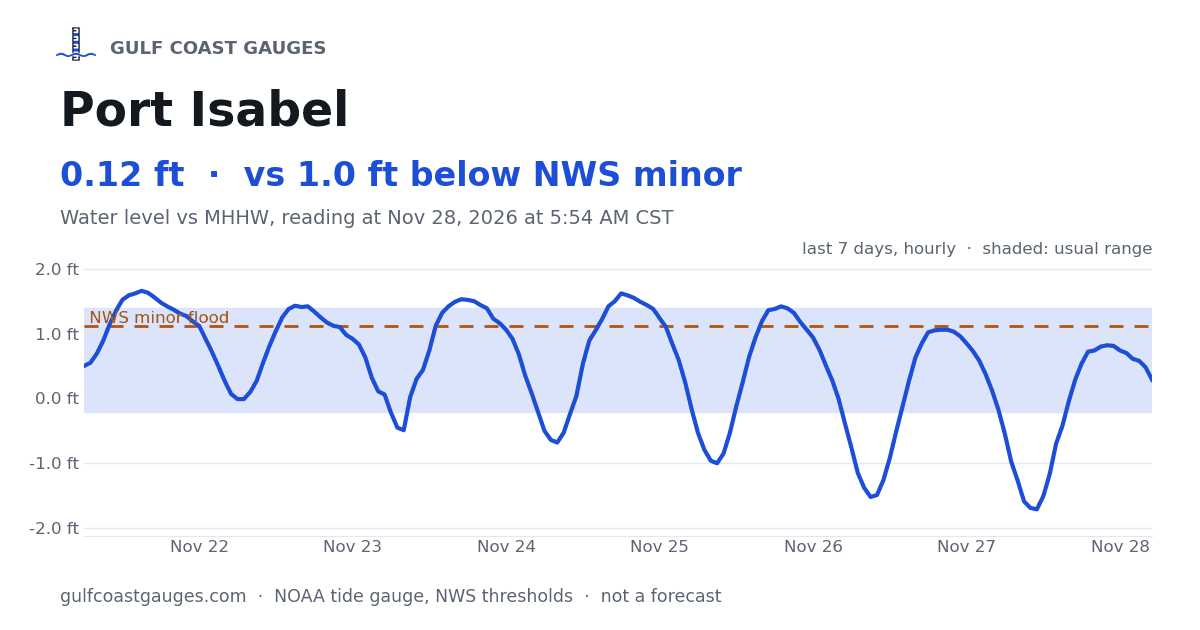 GULF COAST GAUGES
Port Isabel
0.12 ft · vs 1.0 ft below NWS minor
Water level vs MHHW, reading at Nov 28, 2026 at 5:54 AM CST
last 7 days, hourly · shaded: usual range
2.0 ft
NWS minor flood
1.0 ft
0.0 ft
-1.0 ft
-2.0 ft
Nov 22 Nov 23 Nov 24 Nov 25 Nov 26 Nov 27 Nov 28
gulfcoastgauges.com · NOAA tide gauge, NWS thresholds · not a forecast